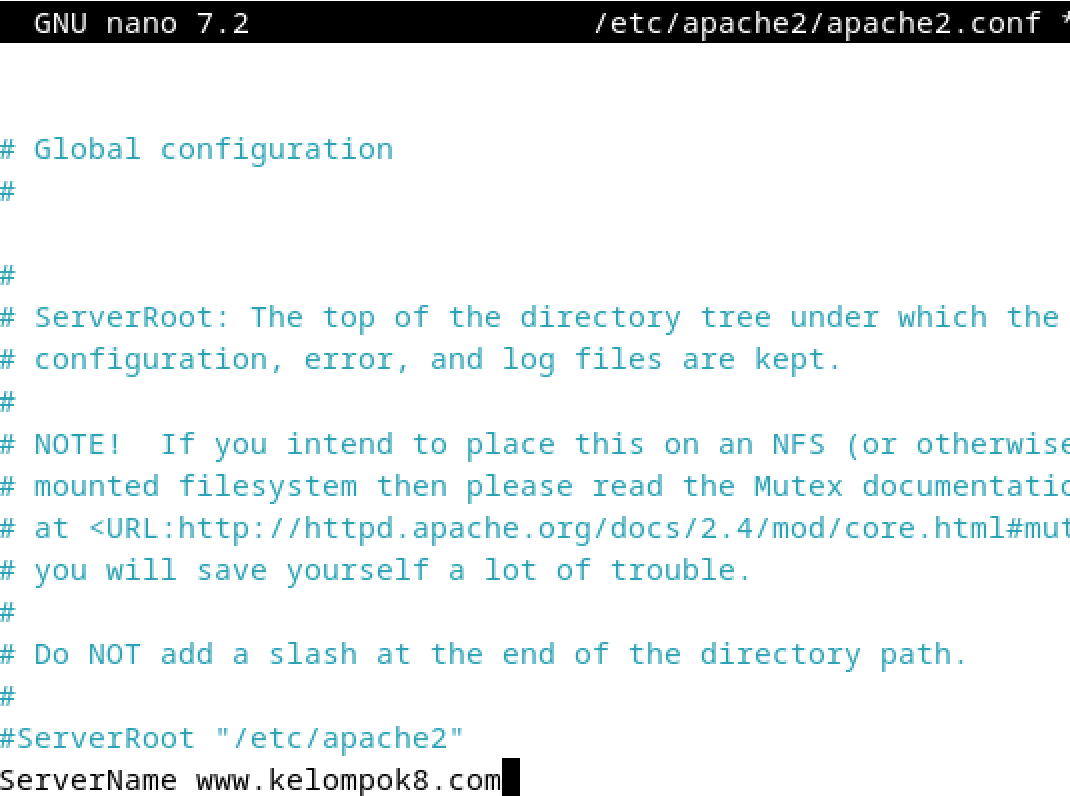 GNU nano 7.2 /etc/apache2/apache2.conf *
# Global configuration
#
#
# ServerRoot: The top of the directory tree under which the
# configuration, error, and log files are kept.
#
# NOTE!  If you intend to place this on an NFS (or otherwise
# mounted filesystem then please read the Mutex documentatio
# at <URL:http://httpd.apache.org/docs/2.4/mod/core.html#mut
# you will save yourself a lot of trouble.
#
# Do NOT add a slash at the end of the directory path.
#
#ServerRoot "/etc/apache2"
ServerName www.kelompok8.com